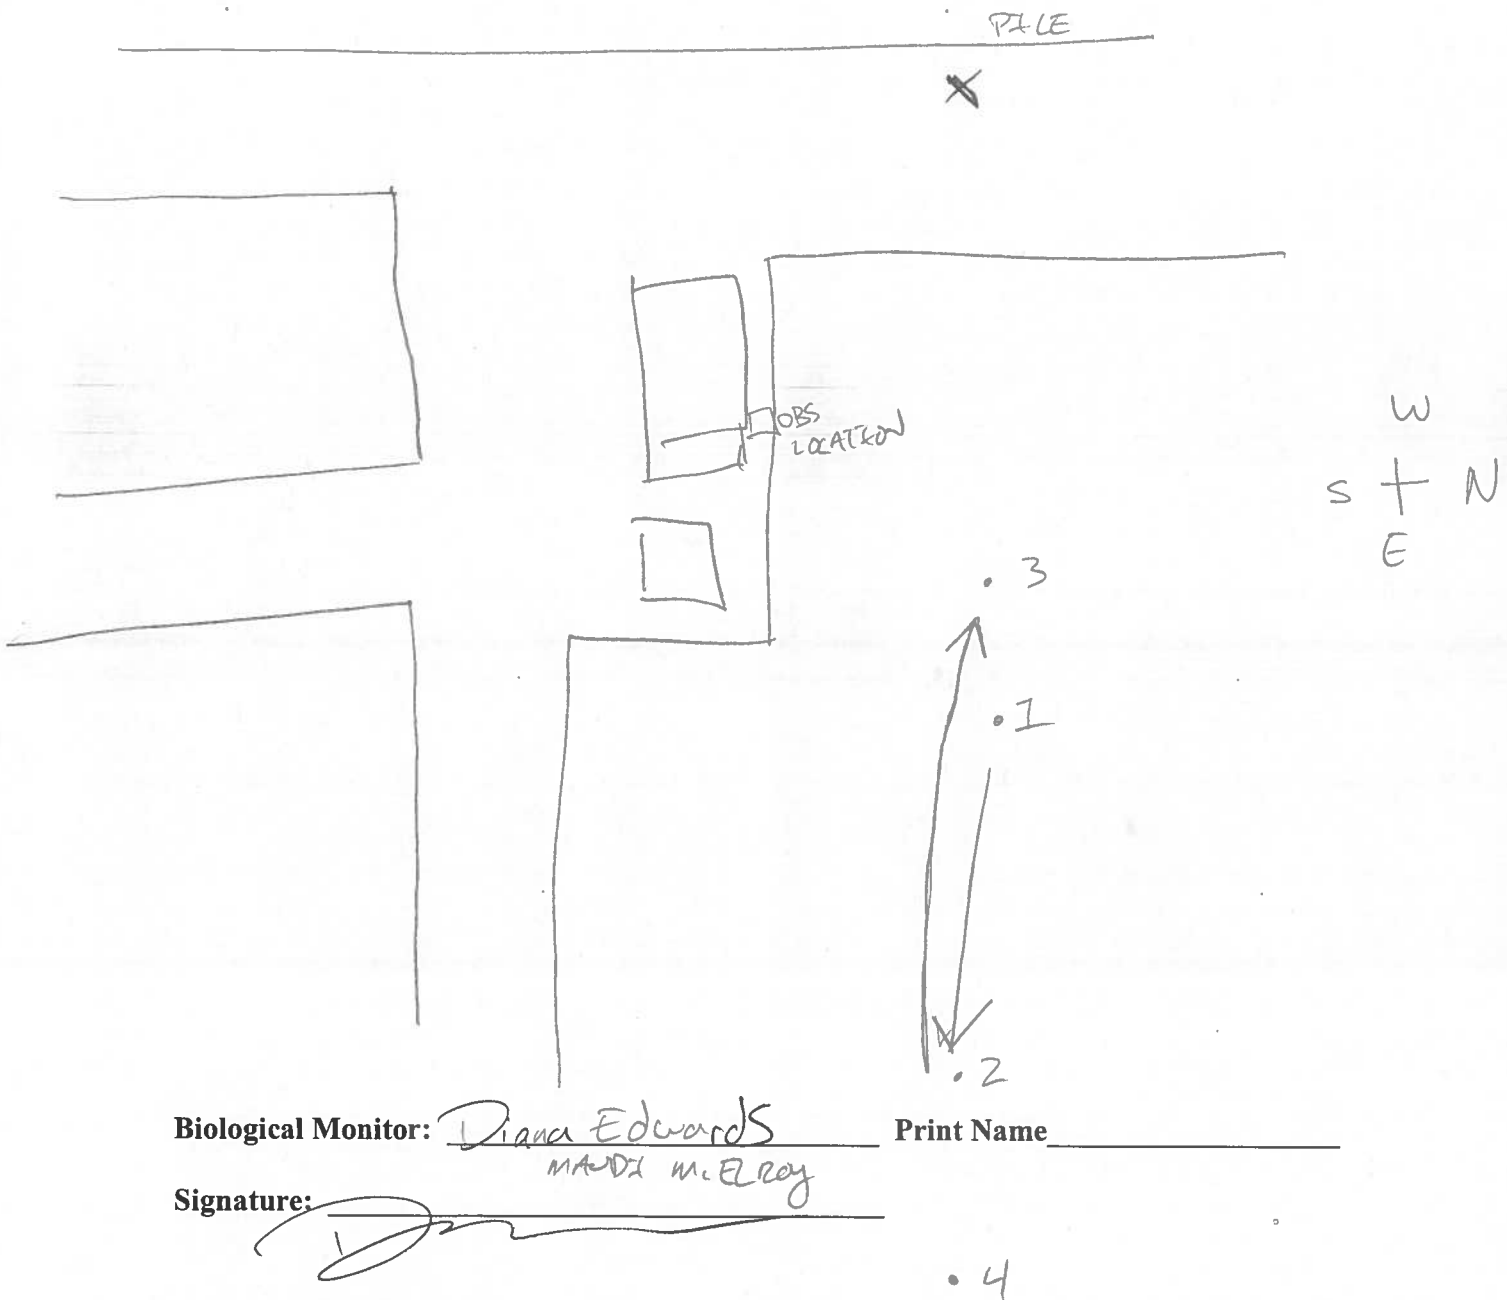 PILE
OBS
LOCATION
W
S N
E
3
1
2
Biological Monitor: Diana Edwards Print Name
MANDI McELROY
Signature:
4